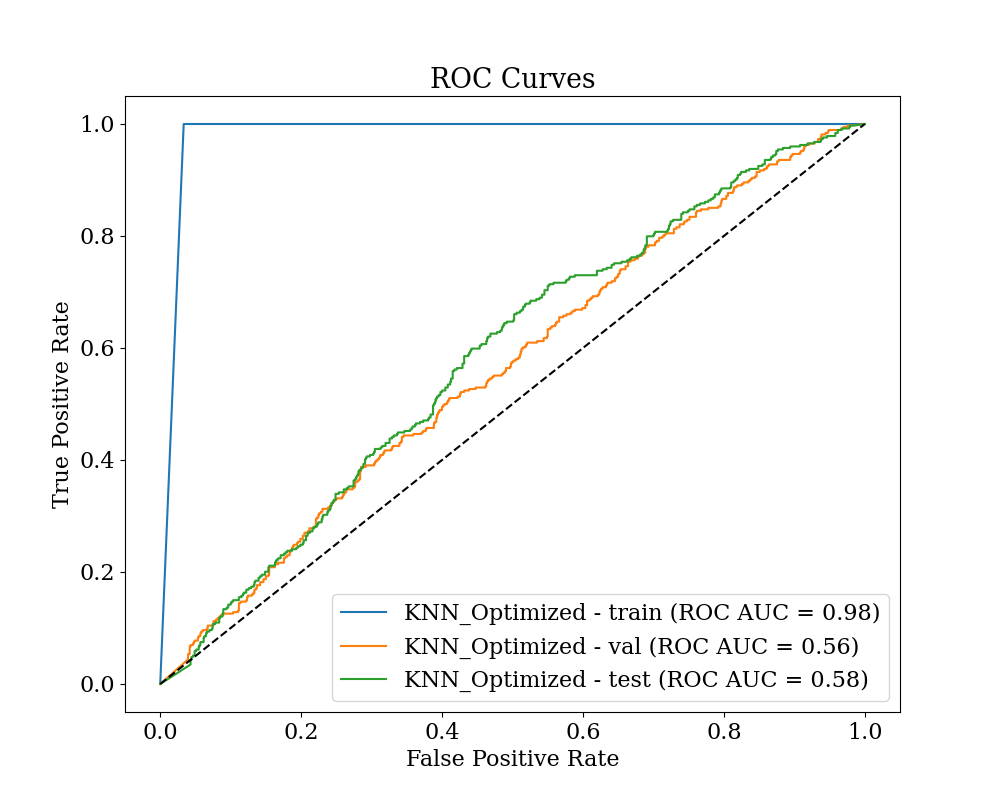 ROC Curves
1.0
0.8
0.6
0.4
0.2
0.0
True Positive Rate
KNN_Optimized - train (ROC AUC = 0.98)
KNN_Optimized - val (ROC AUC = 0.56)
KNN_Optimized - test (ROC AUC = 0.58)
0.0 0.2 0.4 0.6 0.8 1.0
False Positive Rate